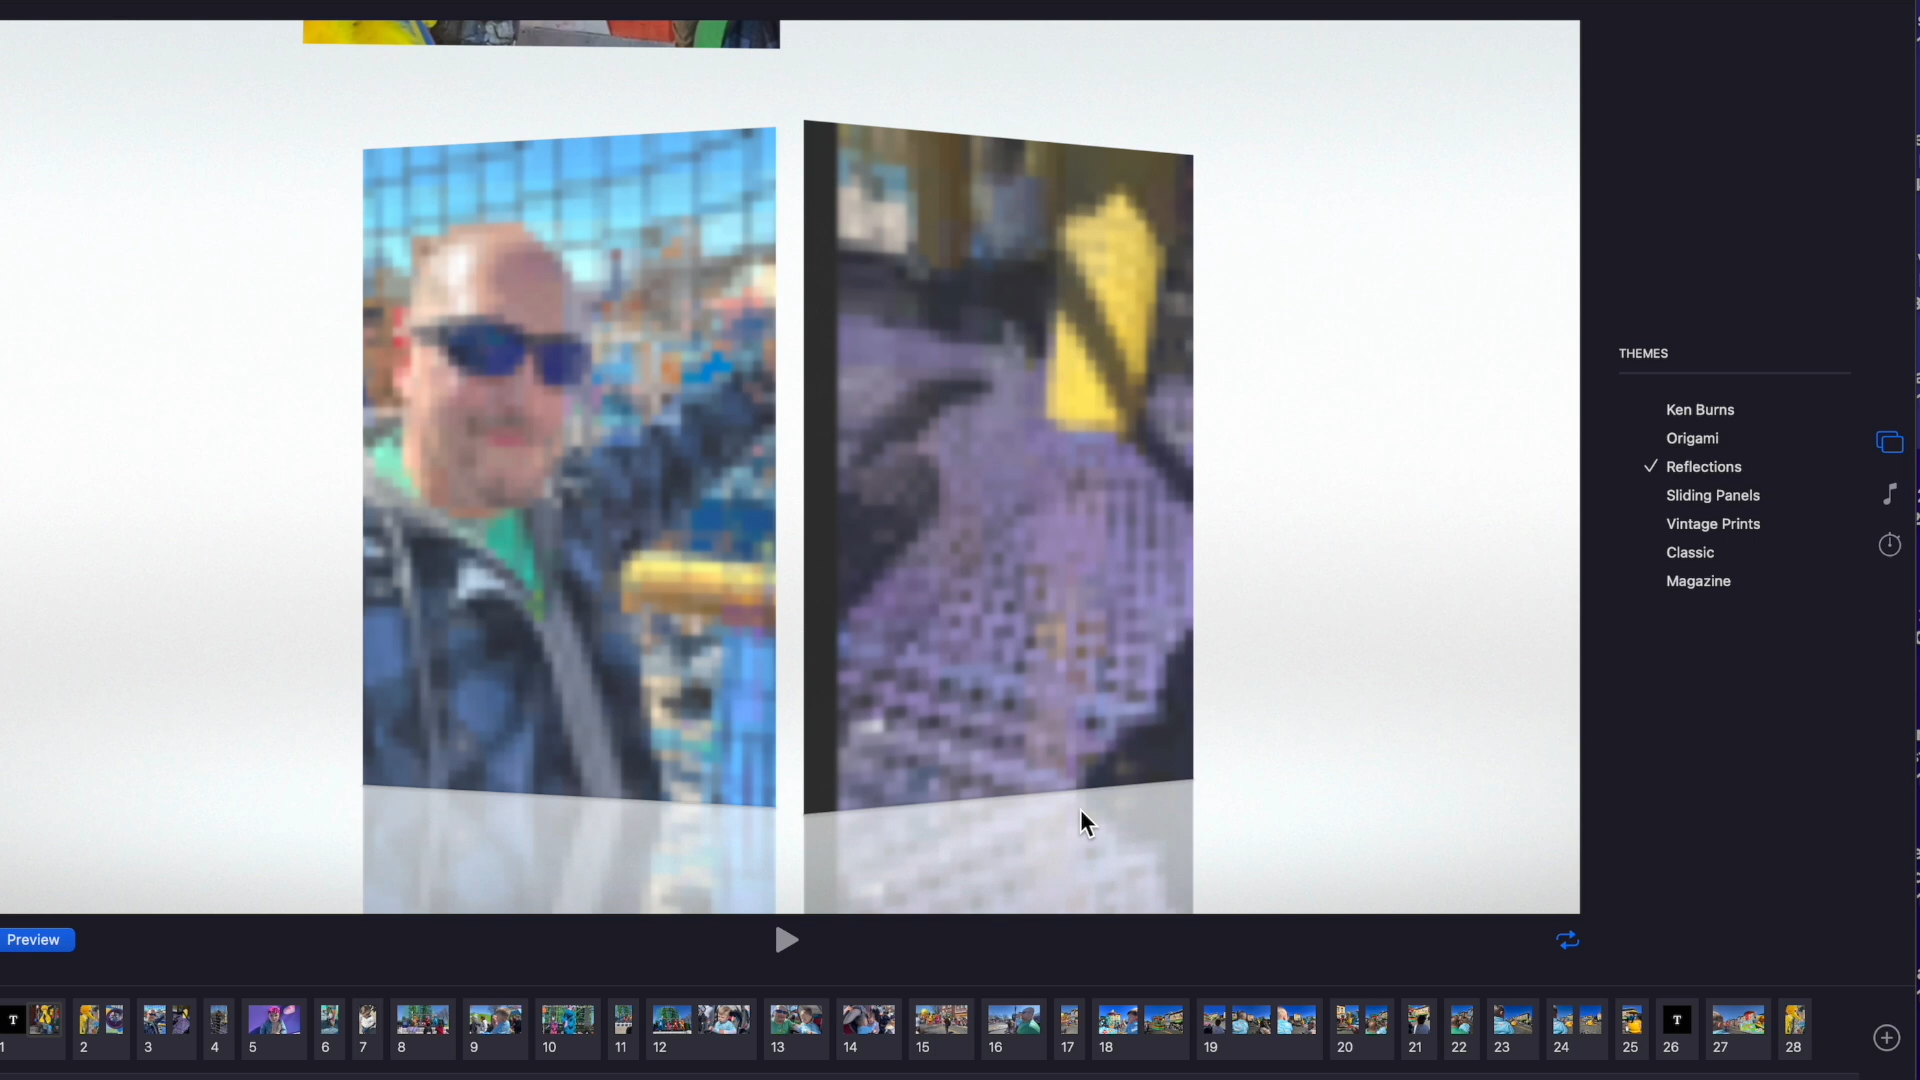 THEMES
Ken Burns
Origami
Reflections
Sliding Panels
Vintage Prints
Classic
Magazine
Preview
T
T
1 2 3 4 5 6 7 8 9 10 11 12 13 14 15 16 17 18 19 20 21 22 23 24 25 26 27 28